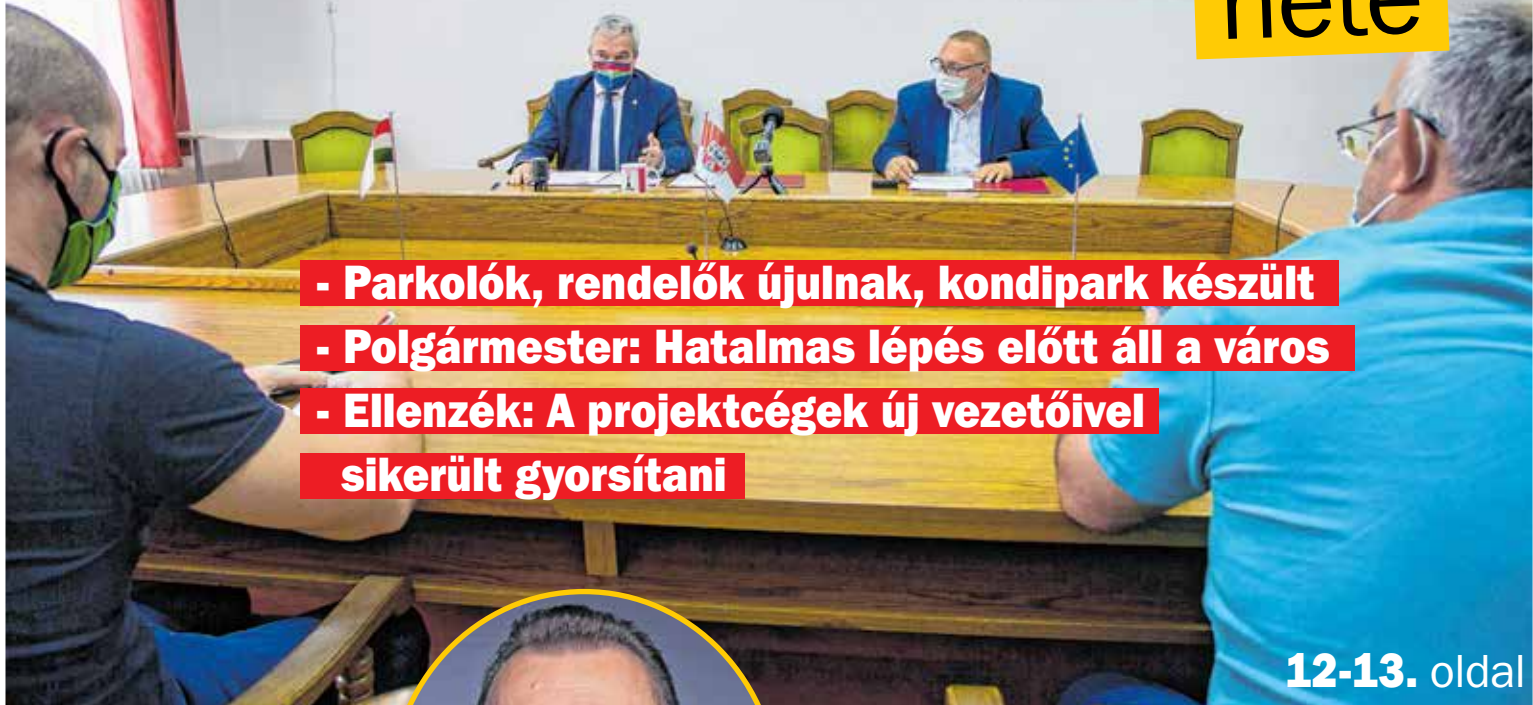 hete
- Parkolók, rendelők újulnak, kondipark készült
- Polgármester: Hatalmas lépés előtt áll a város
- Ellenzék: A projektcégek új vezetőivel
sikerült gyorsítani
12-13. oldal